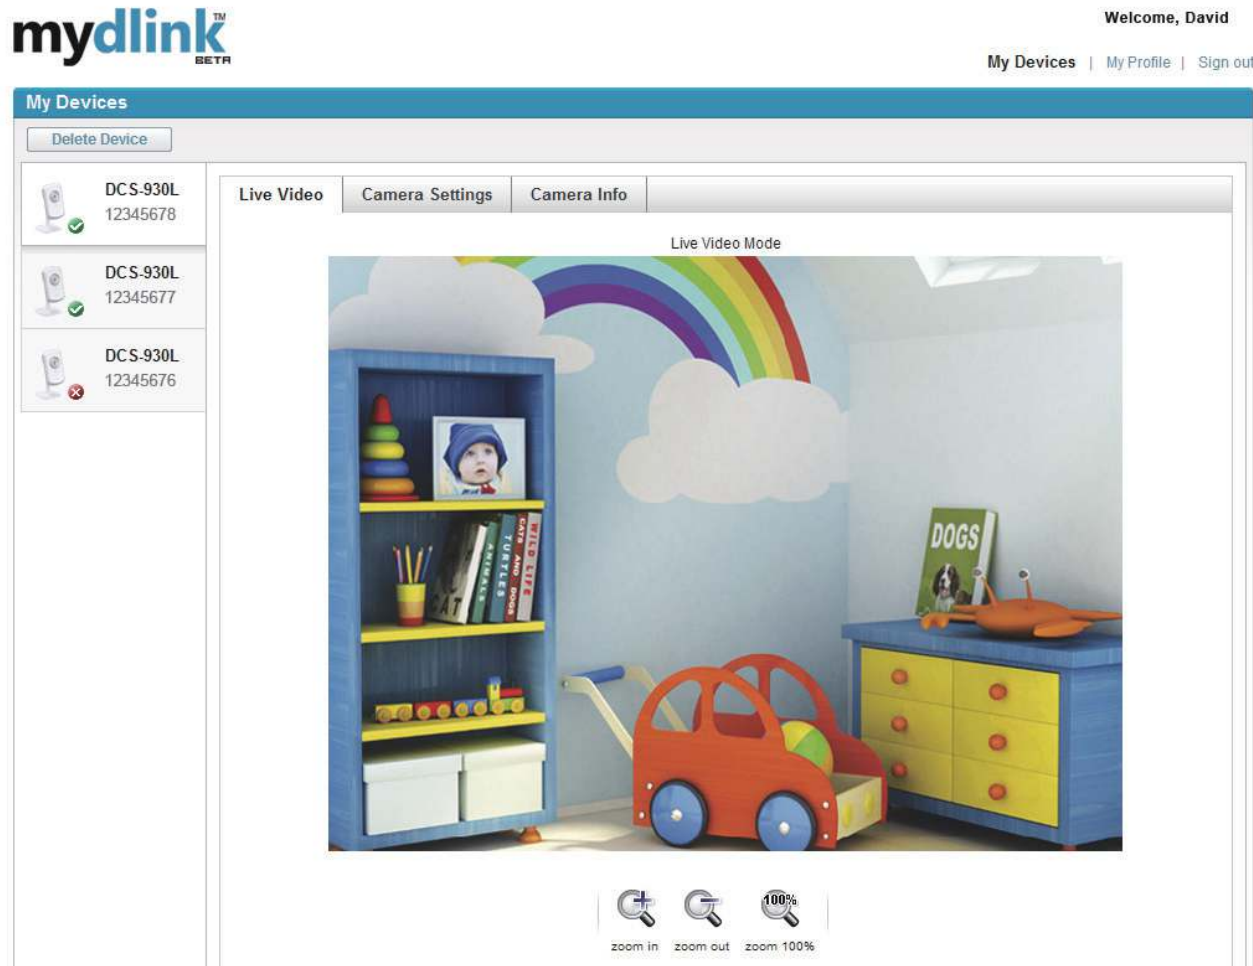 mydlink™
BETA
Welcome, David
My Devices | My Profile | Sign out
My Devices
Delete Device
DCS-930L
12345678
DCS-930L
12345677
DCS-930L
12345676
Live Video
Camera Settings
Camera Info
Live Video Mode
CAT
ANIMALS
TURTLES
CATS AND DOGS
WILD LIFE
DOGS
100%
zoom in
zoom out
zoom 100%